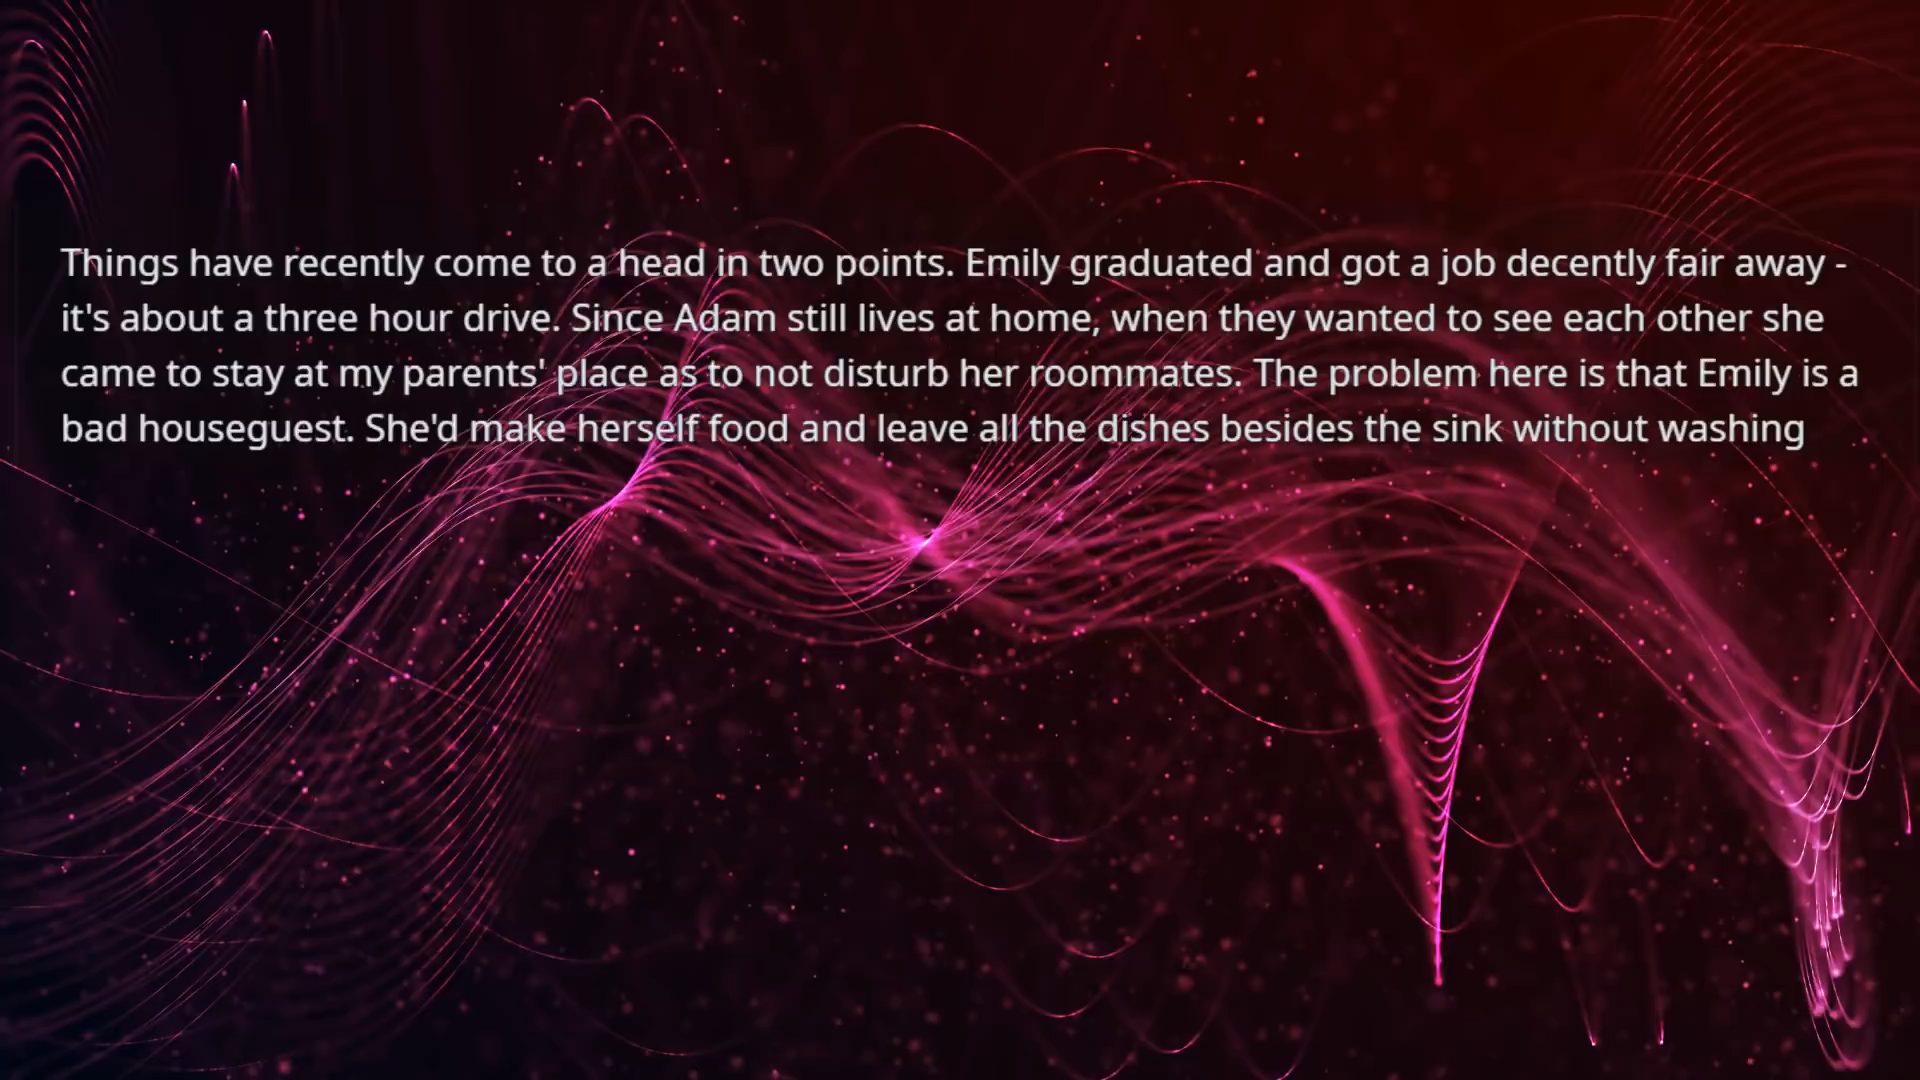 Things have recently come to a head in two points. Emily graduated and got a job decently fair away -
it's about a three hour drive. Since Adam still lives at home, when they wanted to see each other she
came to stay at my parents' place as to not disturb her roommates. The problem here is that Emily is a
bad houseguest. She'd make herself food and leave all the dishes besides the sink without washing